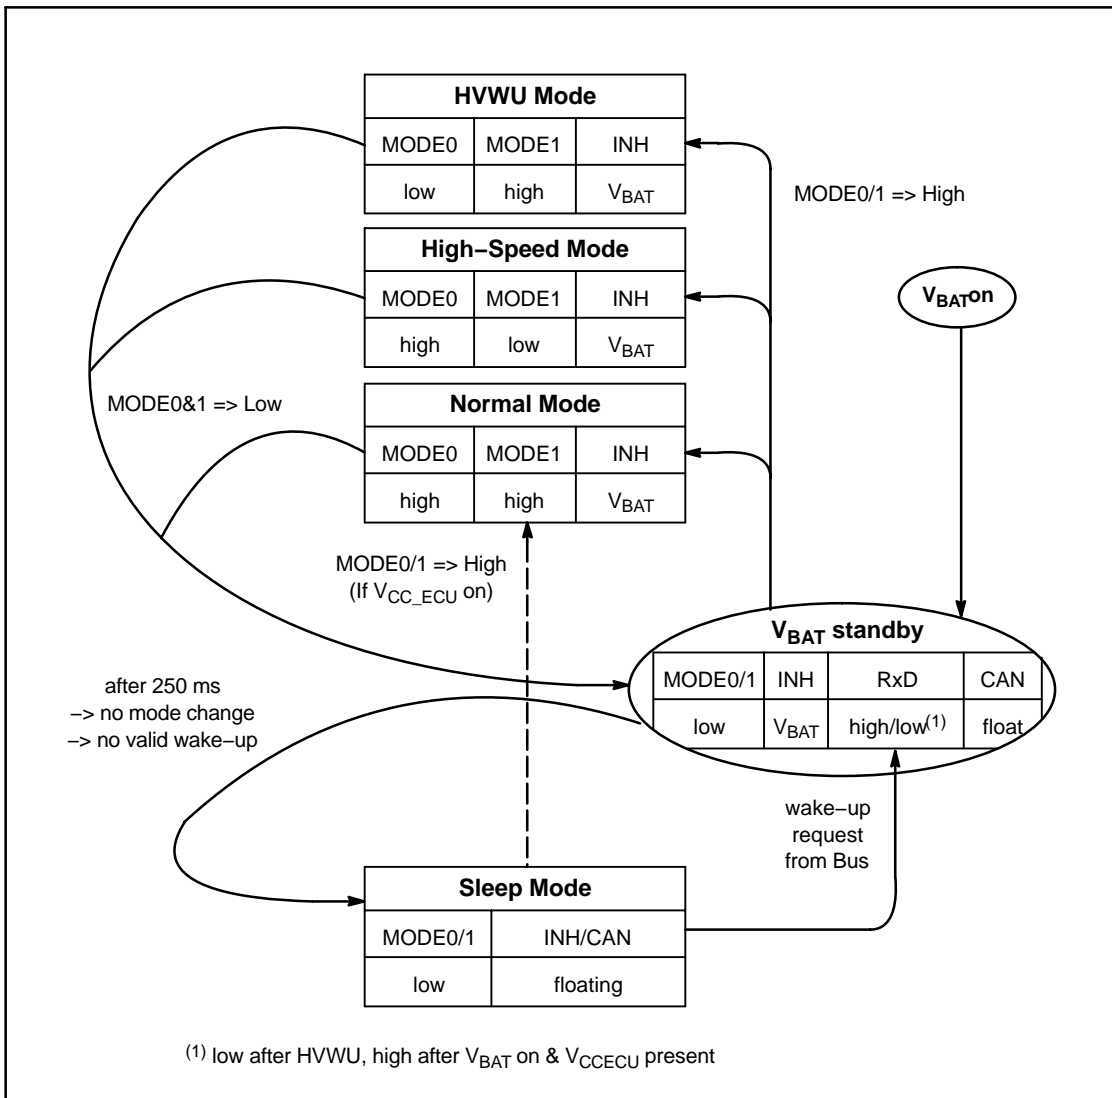 HVWU Mode
MODE0 MODE1 INH
low high VBAT
MODE0/1 => High
High−Speed Mode
MODE0 MODE1 INH
high low VBAT
VBATon
MODE0&1 => Low
Normal Mode
MODE0 MODE1 INH
high high VBAT
MODE0/1 => High
(If VCC_ECU on)
VBAT standby
MODE0/1 INH RxD CAN
low VBAT high/low(1) float
after 250 ms
−> no mode change
−> no valid wake−up
wake−up
request
from Bus
Sleep Mode
MODE0/1 INH/CAN
low floating
(1) low after HVWU, high after VBAT on & VCCECU present